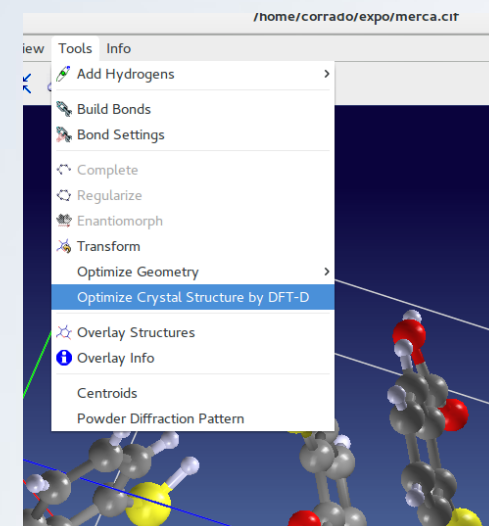 /home/corrado/expo/merca.cif
iew Tools Info
Add Hydrogens
Build Bonds
Bond Settings
Complete
Regularize
Enantiomorph
Transform
Optimize Geometry
Optimize Crystal Structure by DFT-D
Overlay Structures
Overlay Info
Centroids
Powder Diffraction Pattern